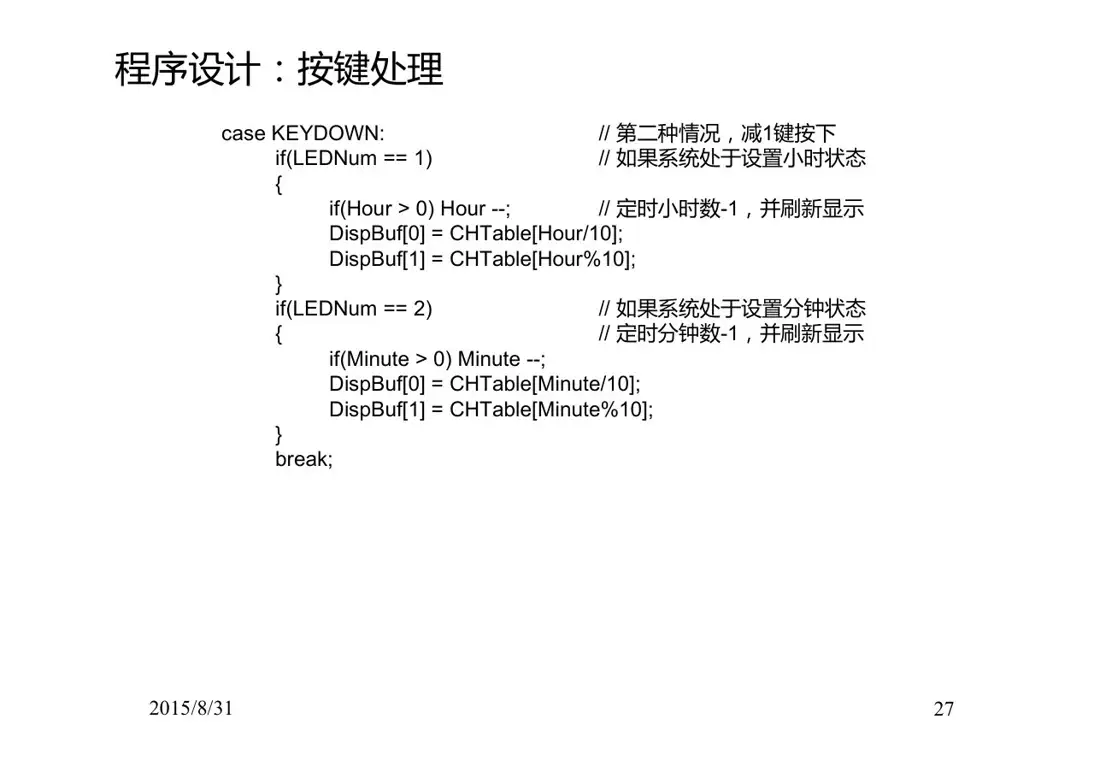 程序设计：按键处理
case KEYDOWN: // 第二种情况，减1键按下
if(LEDNum == 1) // 如果系统处于设置小时状态
{
if(Hour > 0) Hour --; // 定时小时数-1，并刷新显示
DispBuf[0] = CHTable[Hour/10];
DispBuf[1] = CHTable[Hour%10];
}
if(LEDNum == 2) // 如果系统处于设置分钟状态
{ // 定时分钟数-1，并刷新显示
if(Minute > 0) Minute --;
DispBuf[0] = CHTable[Minute/10];
DispBuf[1] = CHTable[Minute%10];
}
break;
2015/8/31 27